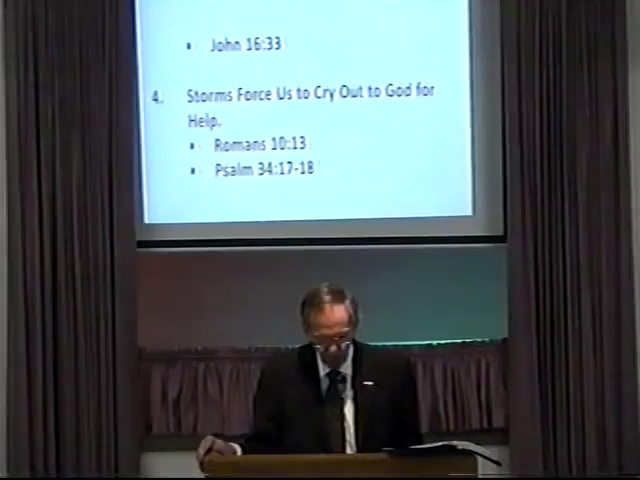 • John 16:33
4. Storms Force Us to Cry Out to God for
Help.
• Romans 10:13
• Psalm 34:17-18